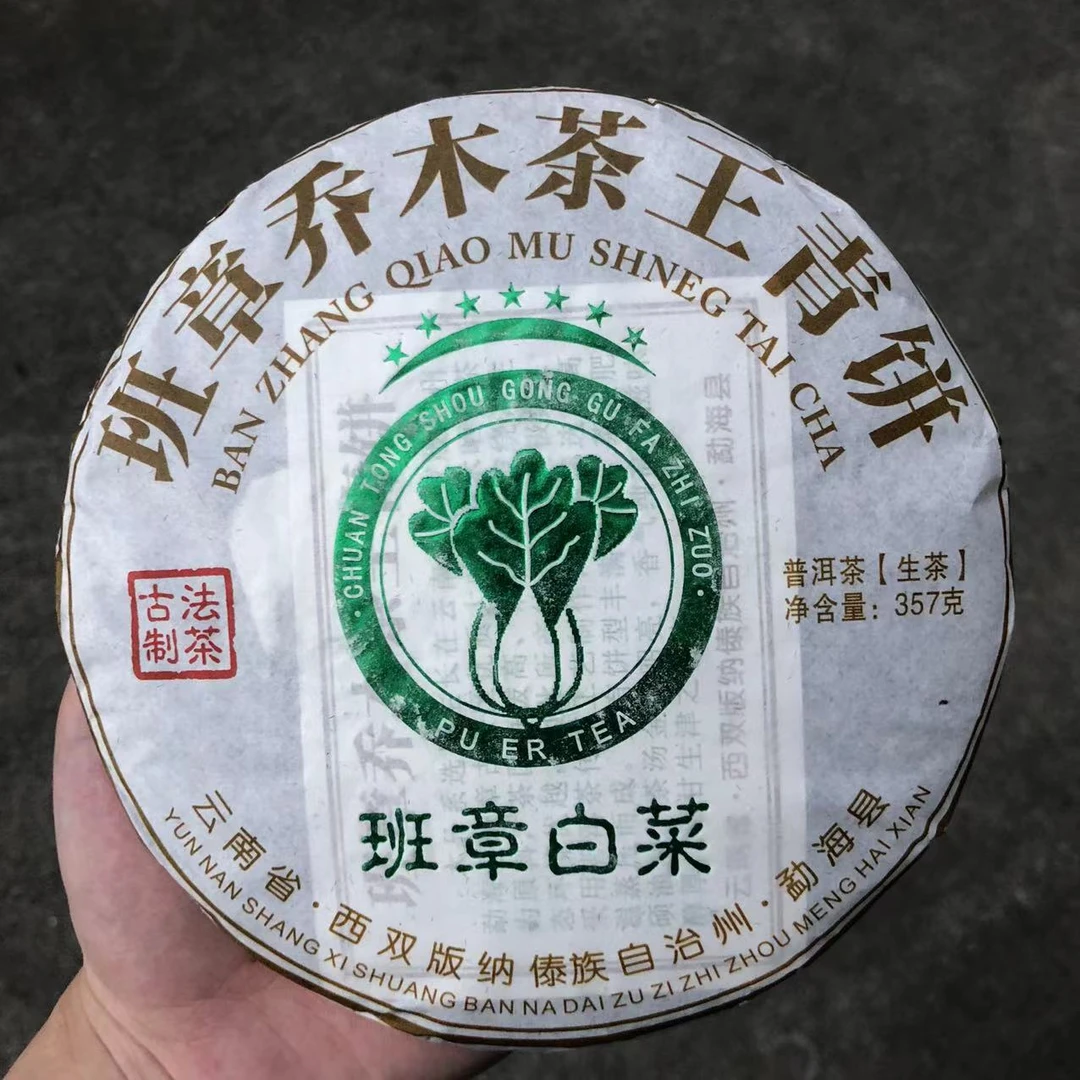 班章乔木茶王青饼
BAN ZHANG QIAO MU SHNEG TAI CHA
CHUAN LONG SHOU GONG GU FA ZHI ZUO
PU ER TEA
古法
制茶
普洱茶【生茶】
净含量：357克
班章白菜
云南省·西双版纳傣族自治州·勐海县
YUN NAN SHANG XI SHUANG BAN NA DAI ZU ZI ZHI ZHOU MENG HAI XIAN